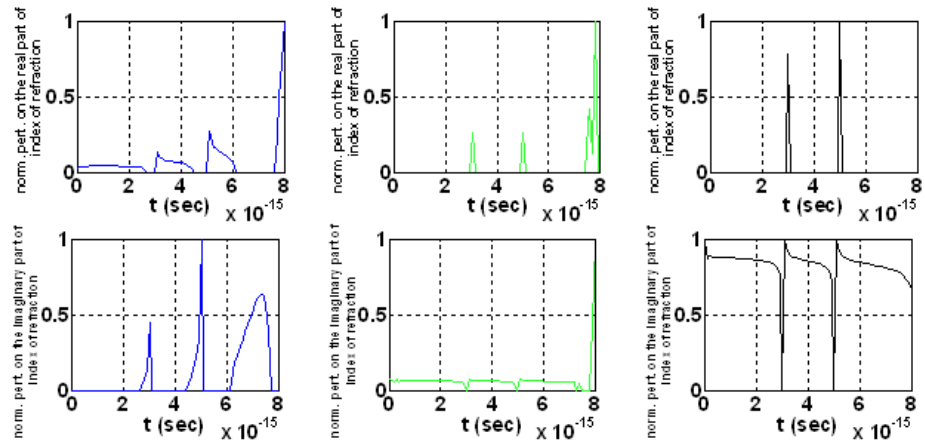 norm. pert. on the real part of
index of refraction
1
0.5
0
0 2 4 6 8
t (sec) x 10-15
norm. pert. on the real part of
index of refraction
1
0.5
0
0 2 4 6 8
t (sec) x 10-15
norm. pert. on the real part of
index of refraction
1
0.5
0
0 2 4 6 8
t (sec) x 10-15
norm. pert. on the Imaginary part of
Index of refraction
1
0.5
0
0 2 4 6 8
t (sec) x 10-15
norm. pert. on the Imaginary part of
Index of refraction
1
0.5
0
0 2 4 6 8
t (sec) x 10-15
norm. pert. on the Imaginary part of
Index of refraction
1
0.5
0
0 2 4 6 8
t (sec) x 10-15